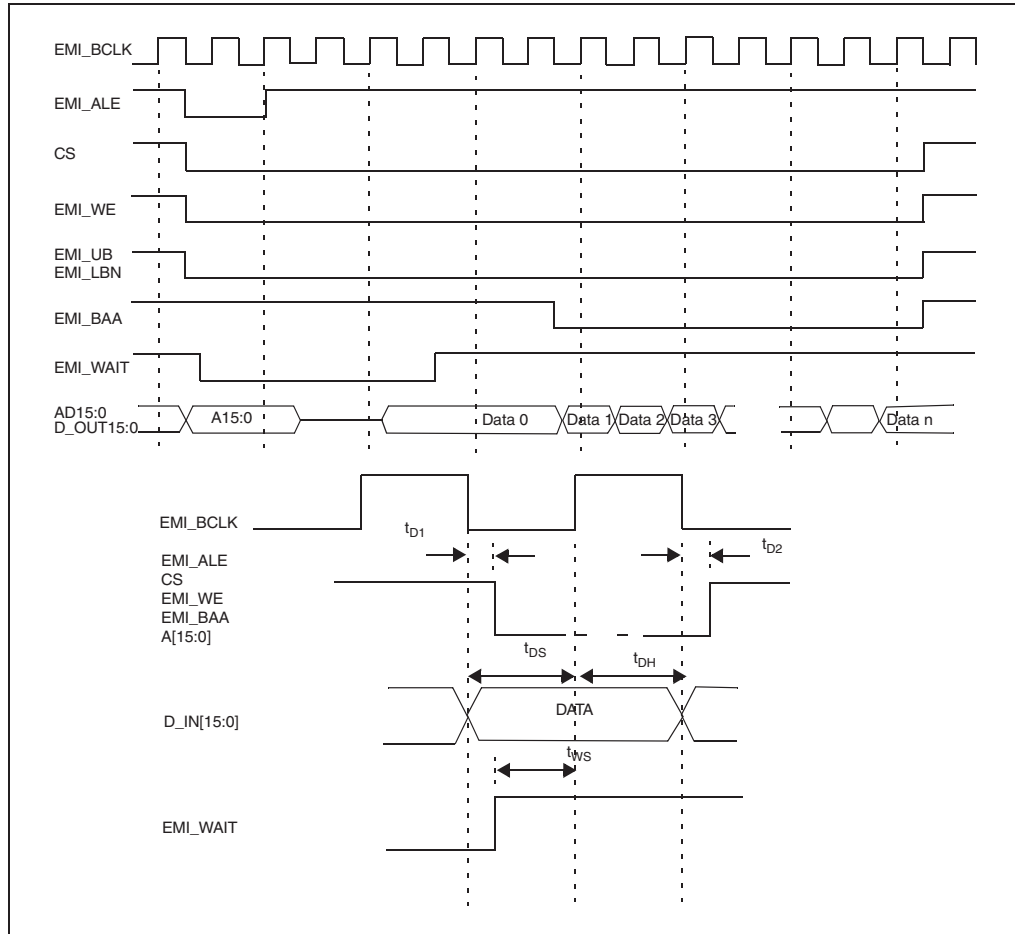 EMI_BCLK
EMI_ALE
CS
EMI_WE
EMI_UB
EMI_LBN
EMI_BAA
EMI_WAIT
AD15:0
D_OUT15:0
A15:0
Data 0
Data 1
Data 2
Data 3
Data n
EMI_BCLK
tD1
tD2
EMI_ALE
CS
EMI_WE
EMI_BAA
A[15:0]
tDS
tDH
D_IN[15:0]
DATA
tWS
EMI_WAIT